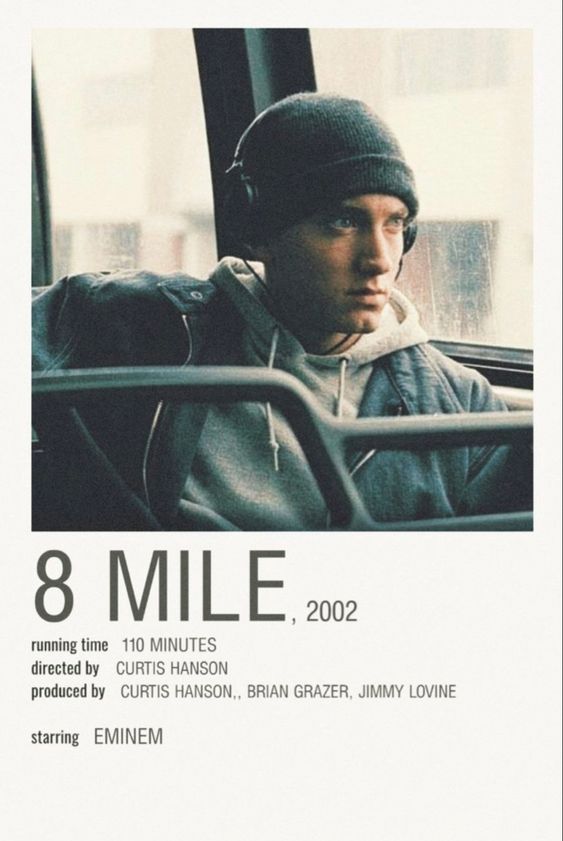 8 MILE, 2002
running time 110 MINUTES
directed by CURTIS HANSON
produced by CURTIS HANSON,, BRIAN GRAZER, JIMMY LOVINE
starring EMINEM